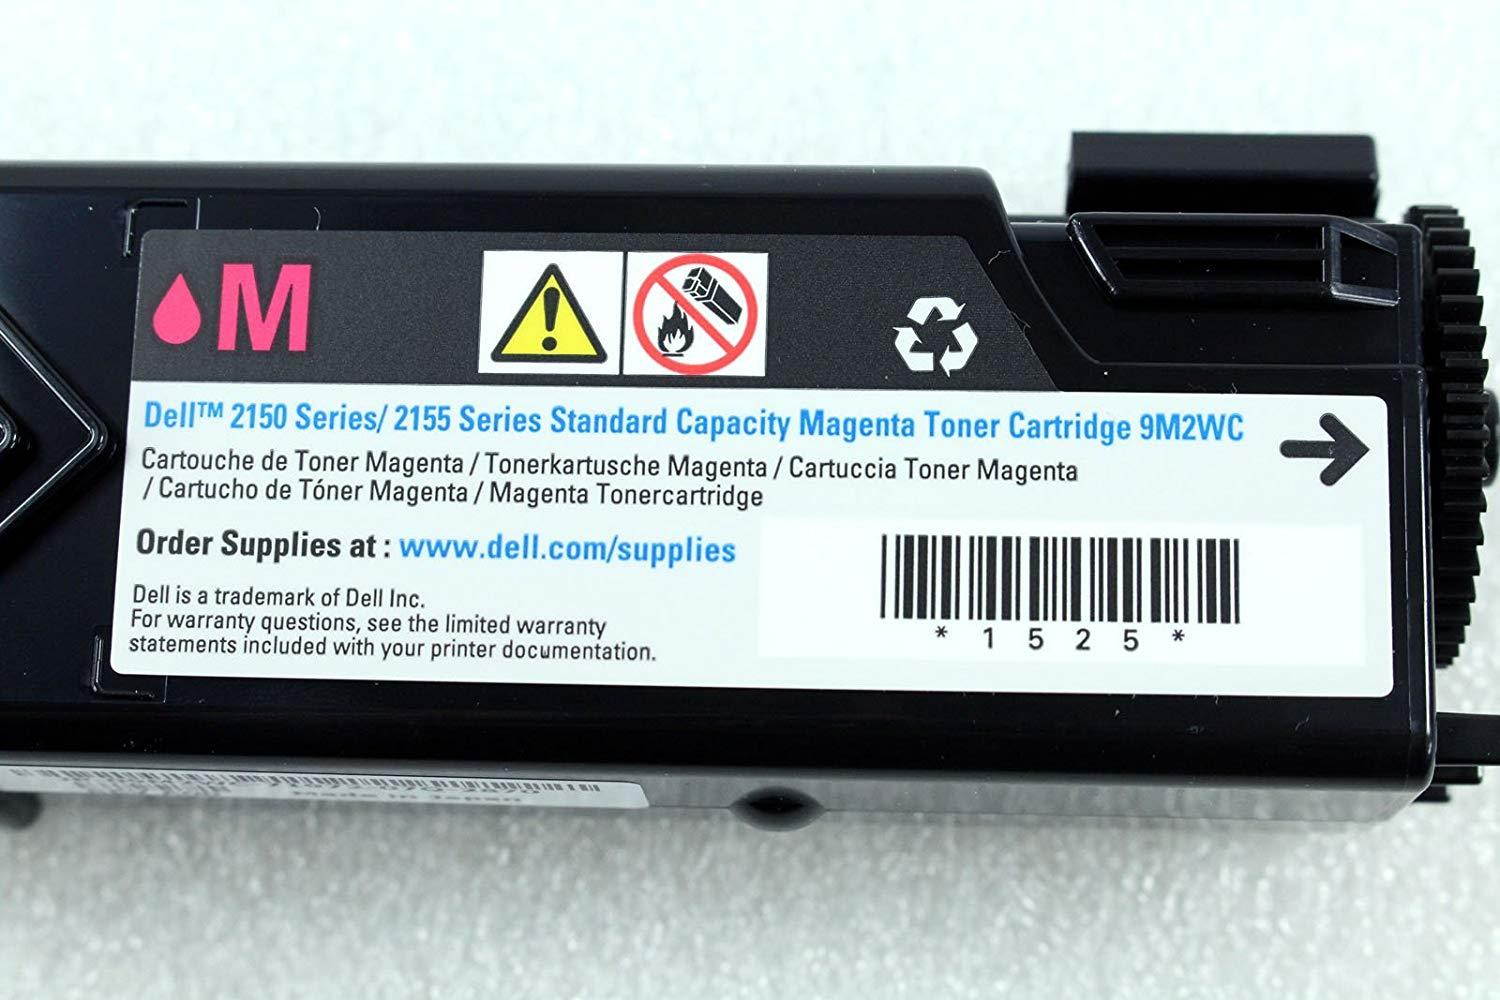 M
Dell™ 2150 Series/ 2155 Series Standard Capacity Magenta Toner Cartridge 9M2WC
Cartouche de Toner Magenta / Tonerkartusche Magenta / Cartuccia Toner Magenta
/ Cartucho de Tóner Magenta / Magenta Tonercartridge
Order Supplies at : www.dell.com/supplies
Dell is a trademark of Dell Inc.
For warranty questions, see the limited warranty
statements included with your printer documentation.
* 1 5 2 5 *